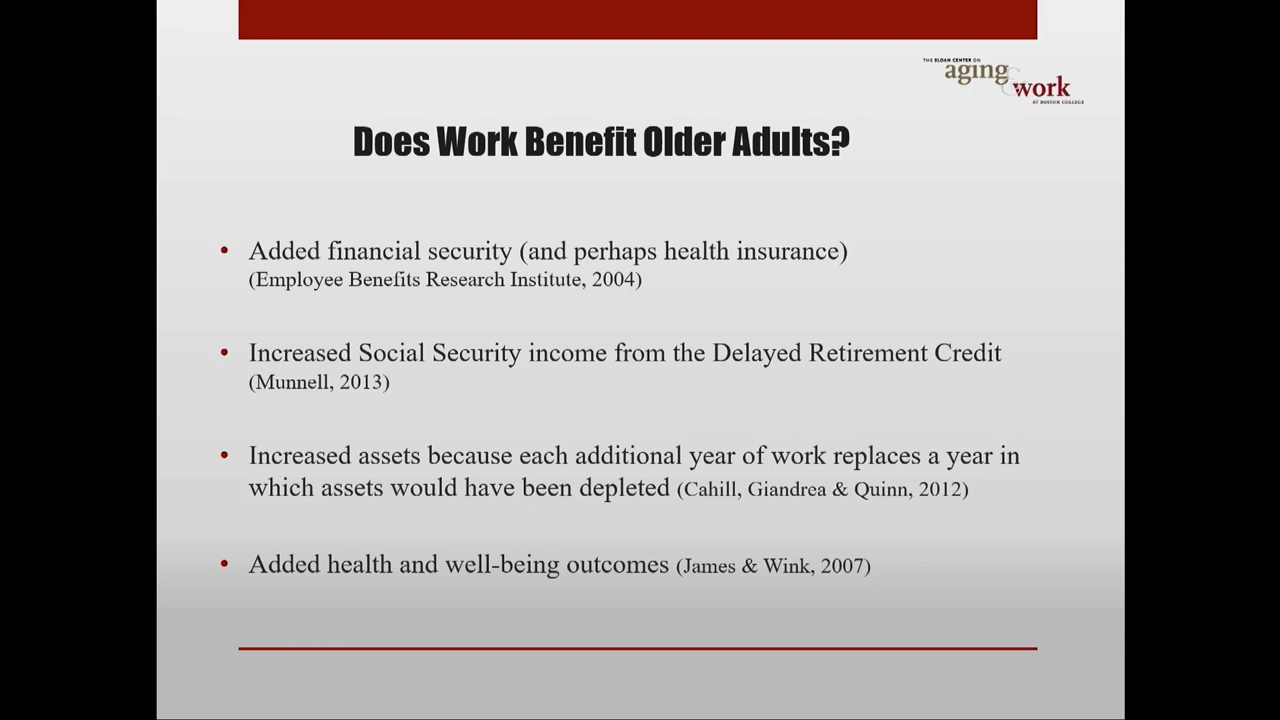 THE SLOAN CENTER ON
aging &
work
AT BOSTON COLLEGE
Does Work Benefit Older Adults?
• Added financial security (and perhaps health insurance)
(Employee Benefits Research Institute, 2004)
• Increased Social Security income from the Delayed Retirement Credit
(Munnell, 2013)
• Increased assets because each additional year of work replaces a year in
which assets would have been depleted (Cahill, Giandrea & Quinn, 2012)
• Added health and well-being outcomes (James & Wink, 2007)